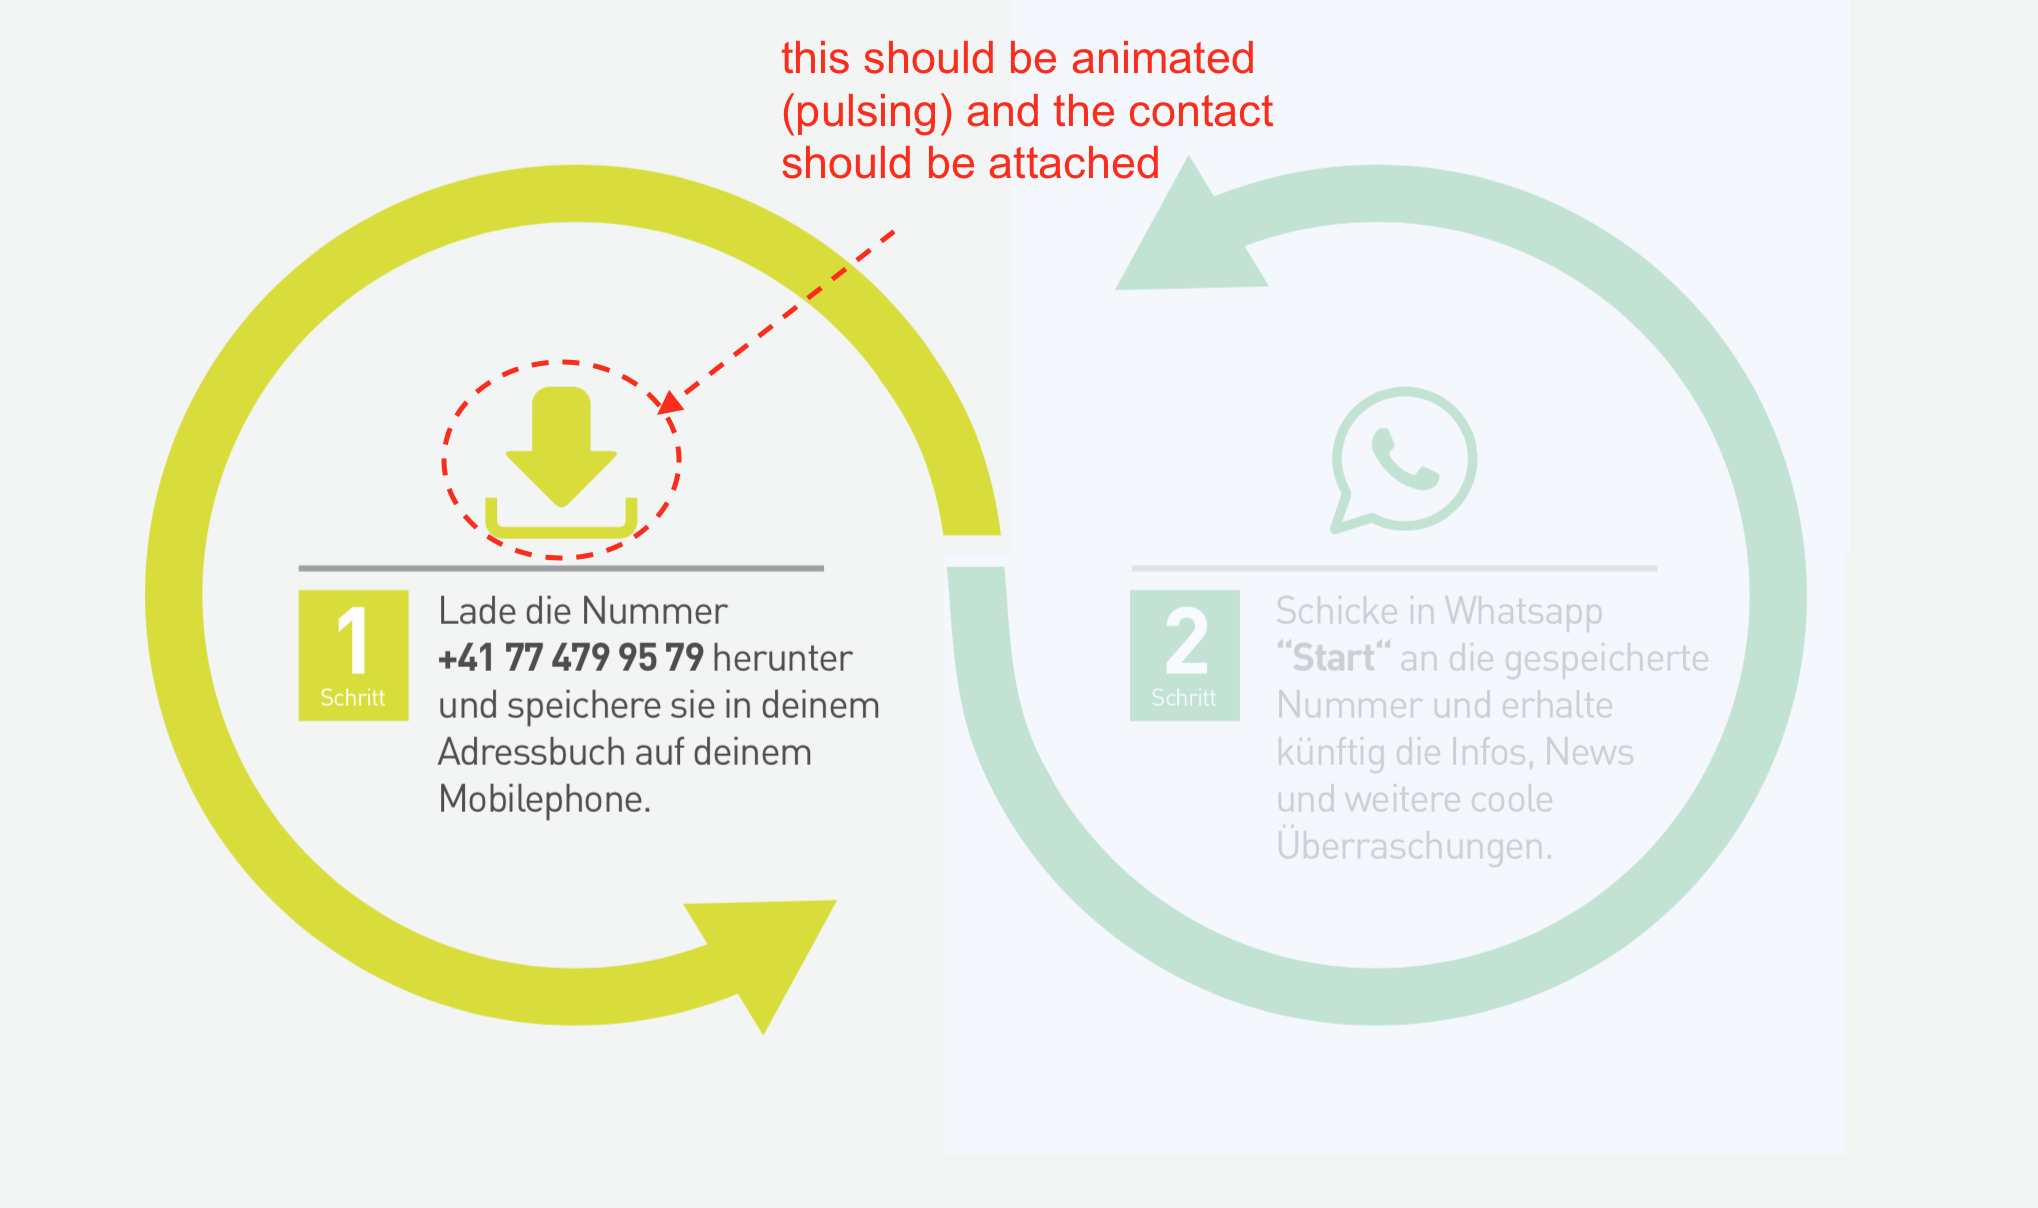 this should be animated
(pulsing) and the contact
should be attached
1
Schritt
Lade die Nummer
+41 77 479 95 79 herunter
und speichere sie in deinem
Adressbuch auf deinem
Mobilephone.
2
Schritt
Schicke in Whatsapp
“Start“ an die gespeicherte
Nummer und erhalte
künftig die Infos, News
und weitere coole
Überraschungen.